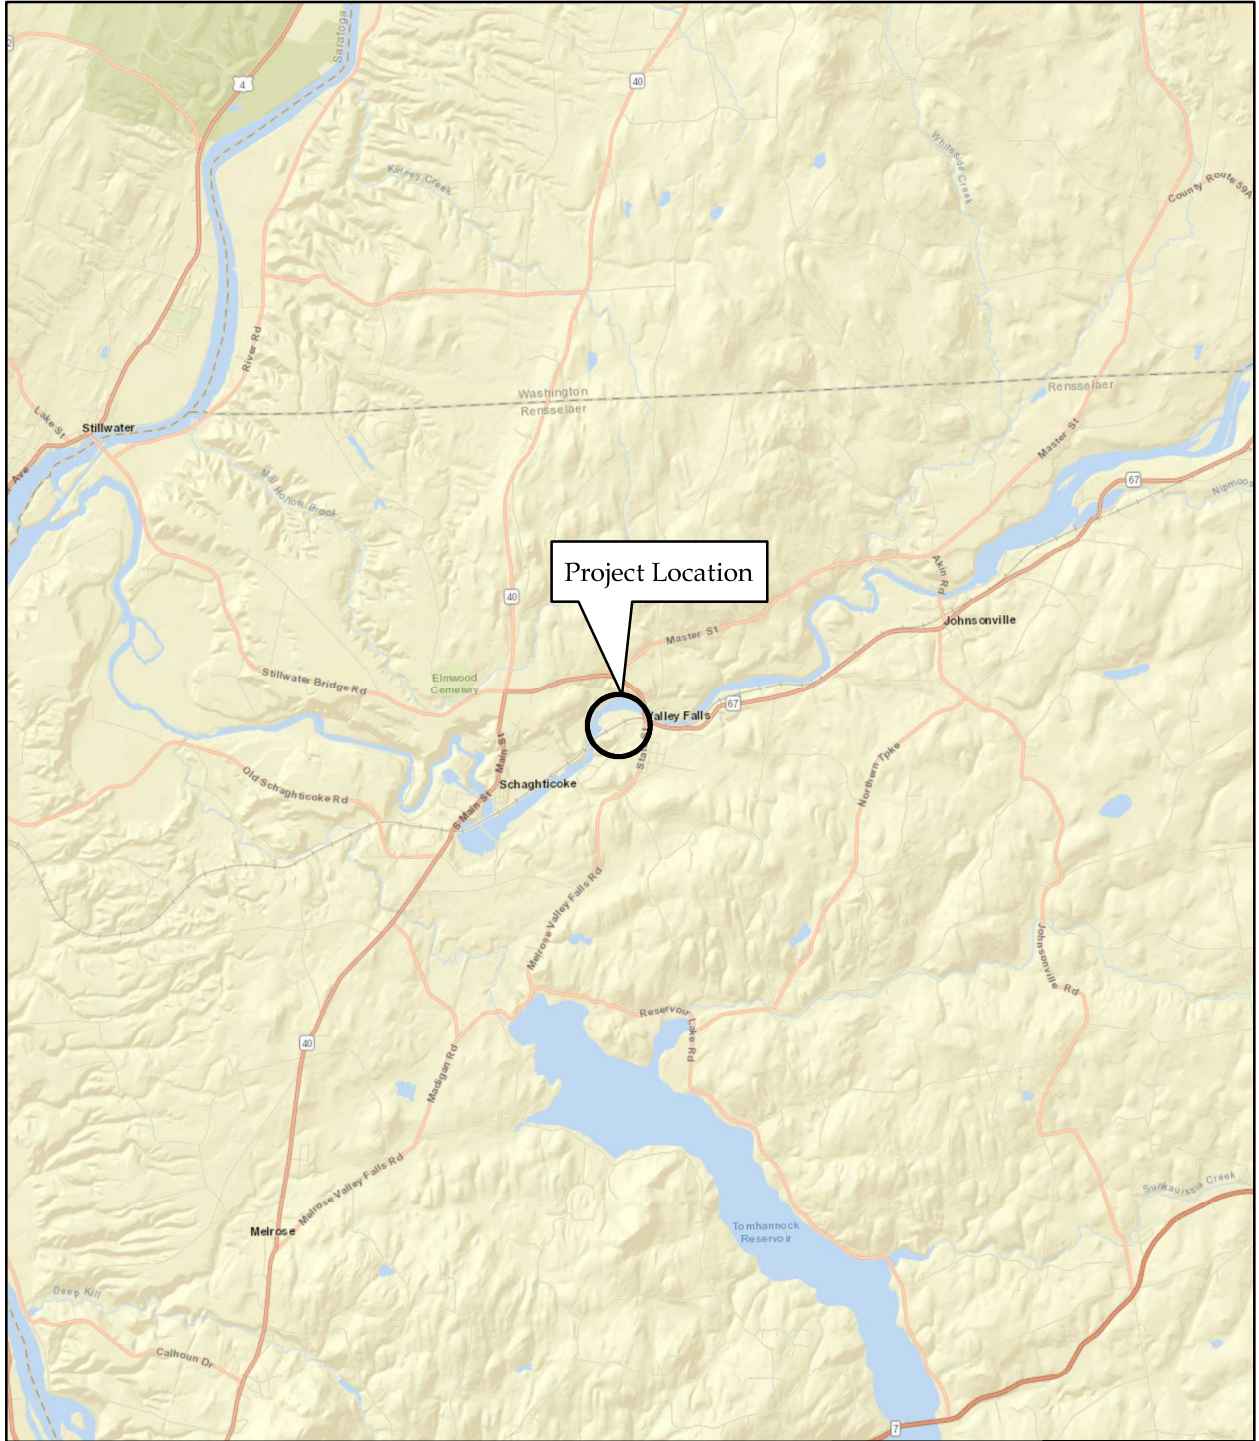 Saratoga
2
4
40
Kidney Creek
Whiteside Creek
County Route 59A
River Rd
Washington
Rensselaer
Rensselaer
Lake St
Stillwater
Master St
Ave
67
Mill Hollow Brook
Nipmoos
Project Location
40
Akin Rd
Johnsonville
Master St
Elmwood
Cemetery
Stillwater Bridge Rd
67
Valley Falls
Main St
State St
Northern Tpke
Old Schaghticoke Rd
Schaghticoke
S Main St
Melrose Valley Falls Rd
Johnsonville Rd
Reservoir Lake Rd
40
Madigan Rd
Melrose Valley Falls Rd
Sunkauissia Creek
Melrose
Tomhannock
Reservoir
Deep Kill
Calhoun Dr
7